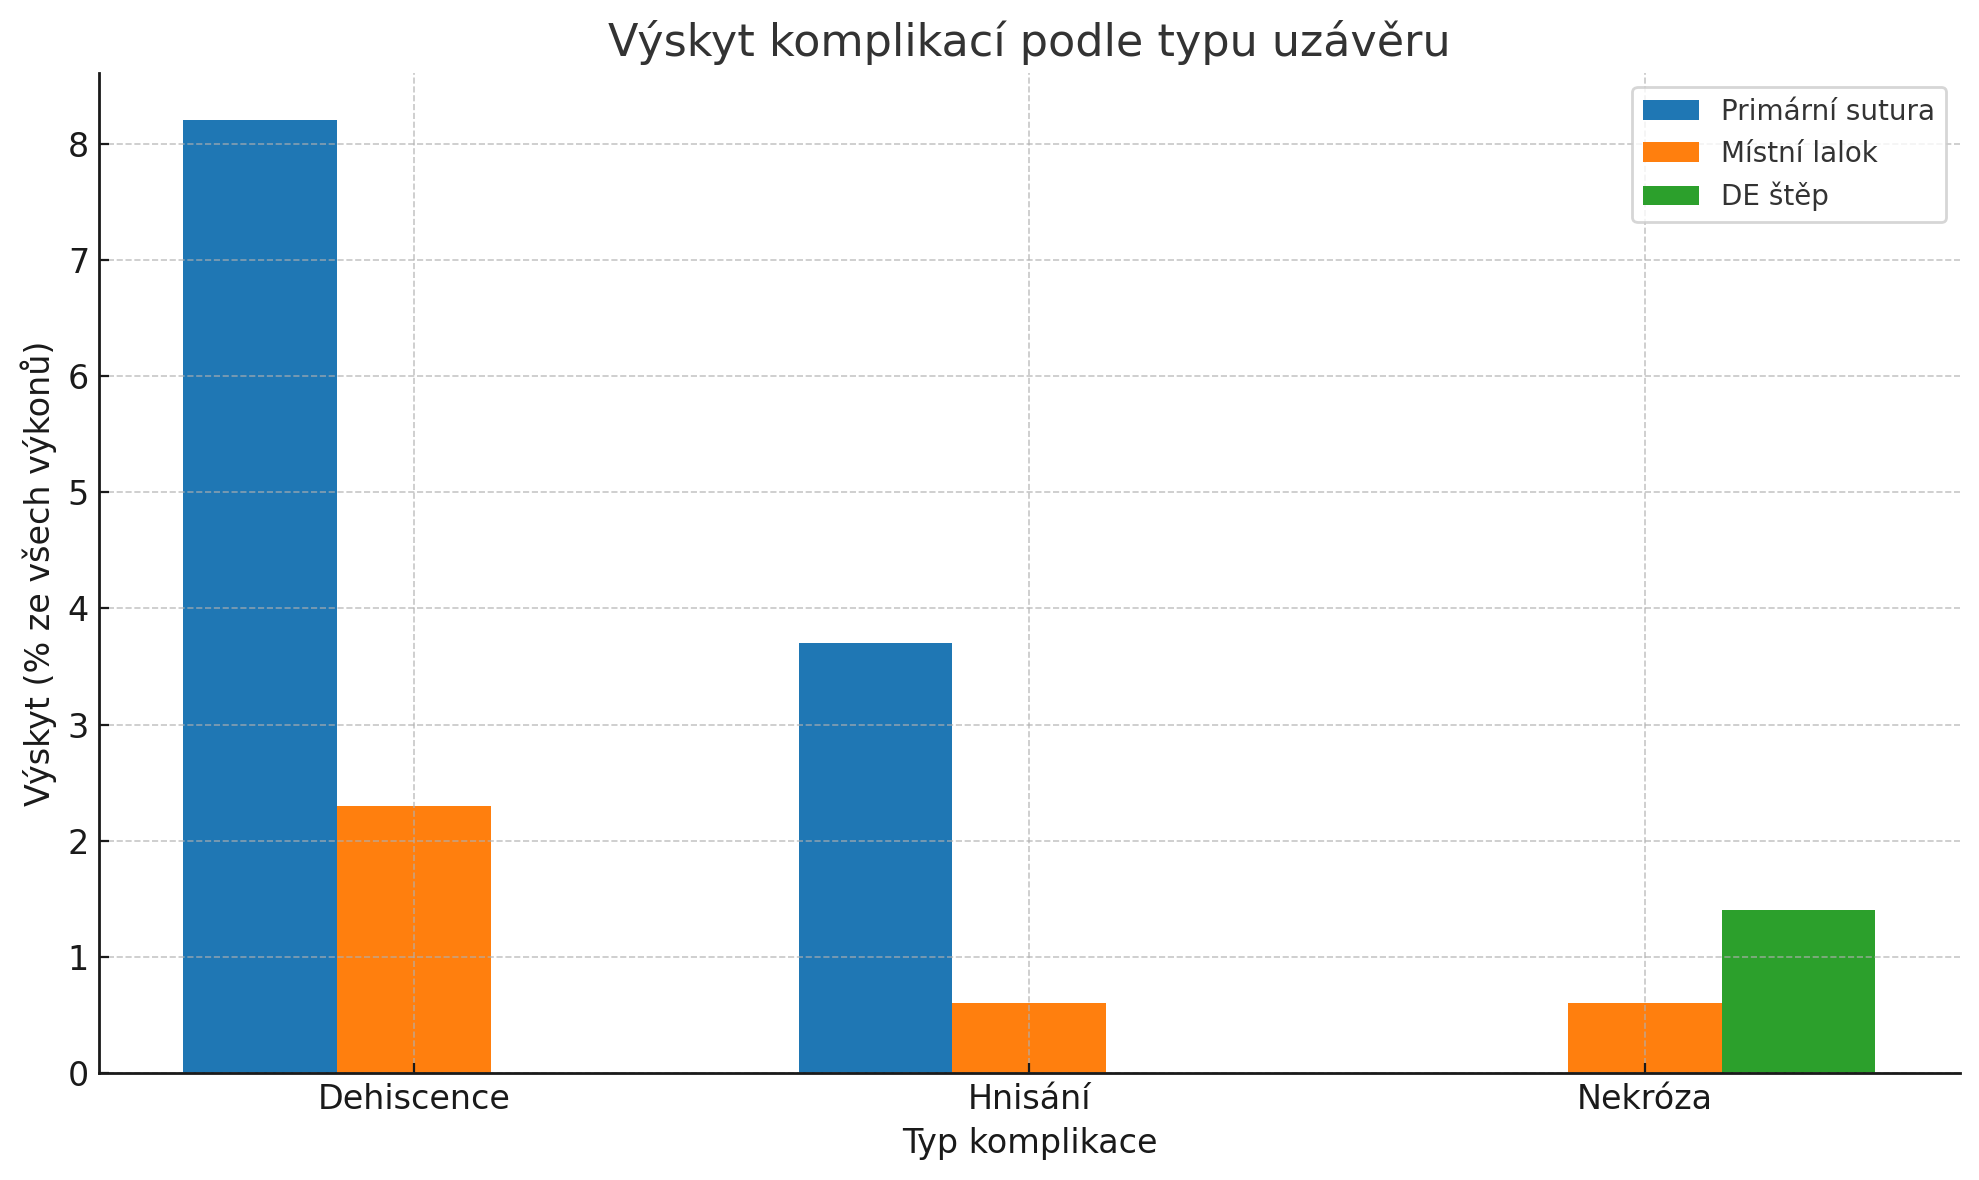 Výskyt komplikací podle typu uzávěru
Primární sutura
Místní lalok
DE štěp
Výskyt (% ze všech výkonů)
8
7
6
5
4
3
2
1
0
Dehiscence
Hnisání
Nekróza
Typ komplikace